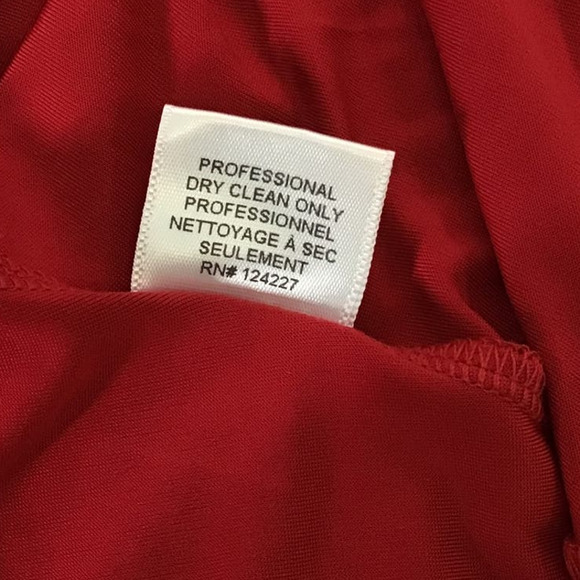 PROFESSIONAL
DRY CLEAN ONLY
PROFESSIONNEL
NETTOYAGE À SEC
SEULEMENT
RN# 124227